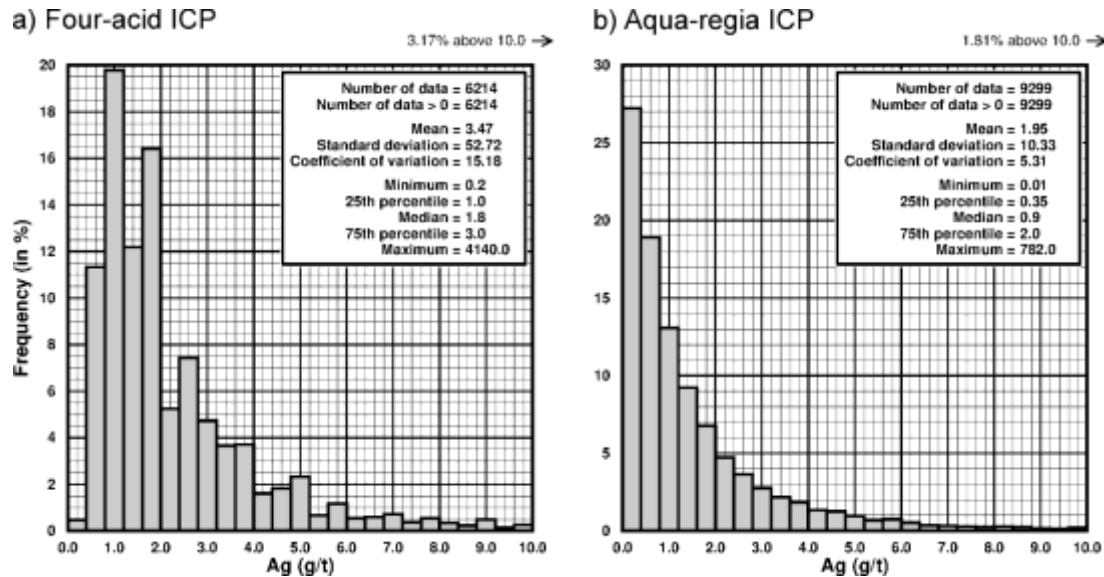 a) Four-acid ICP
3.17% above 10.0 →
20
18
16
14
12
10
8
6
4
2
0
Frequency (in %)
Number of data = 6214
Number of data > 0 = 6214
Mean = 3.47
Standard deviation = 52.72
Coefficient of variation = 15.18
Minimum = 0.2
25th percentile = 1.0
Median = 1.8
75th percentile = 3.0
Maximum = 4140.0
0.0 1.0 2.0 3.0 4.0 5.0 6.0 7.0 8.0 9.0 10.0
Ag (g/t)
b) Aqua-regia ICP
1.81% above 10.0 →
30
25
20
15
10
5
0
Number of data = 9299
Number of data > 0 = 9299
Mean = 1.95
Standard deviation = 10.33
Coefficient of variation = 5.31
Minimum = 0.01
25th percentile = 0.35
Median = 0.9
75th percentile = 2.0
Maximum = 782.0
0.0 1.0 2.0 3.0 4.0 5.0 6.0 7.0 8.0 9.0 10.0
Ag (g/t)